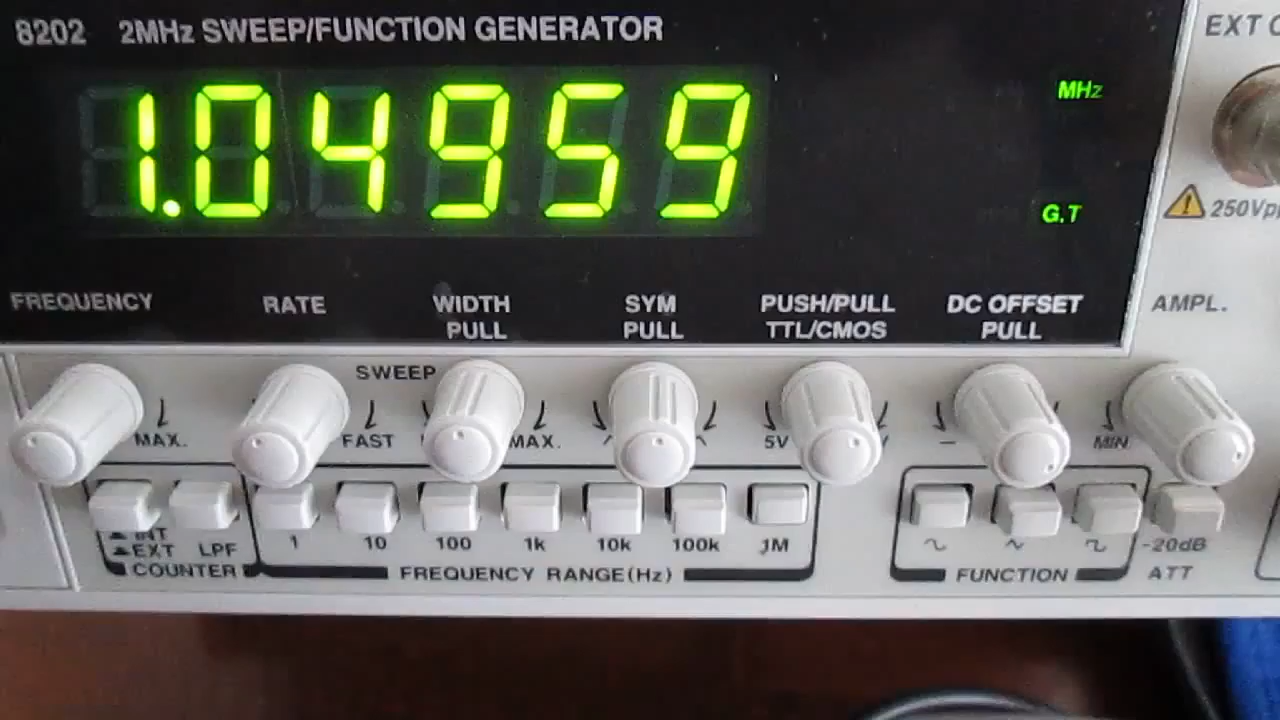 8202 2MHz SWEEP/FUNCTION GENERATOR
EXT
1.04959
MHz
G.T
250Vp
FREQUENCY RATE WIDTH PULL SYM PULL PUSH/PULL TTL/CMOS DC OFFSET PULL AMPL.
SWEEP
MAX. FAST MAX. 5V MIN.
INT
EXT LPF
COUNTER
1 10 100 1k 10k 100k 1M
FREQUENCY RANGE(Hz)
FUNCTION
-20dB
ATT